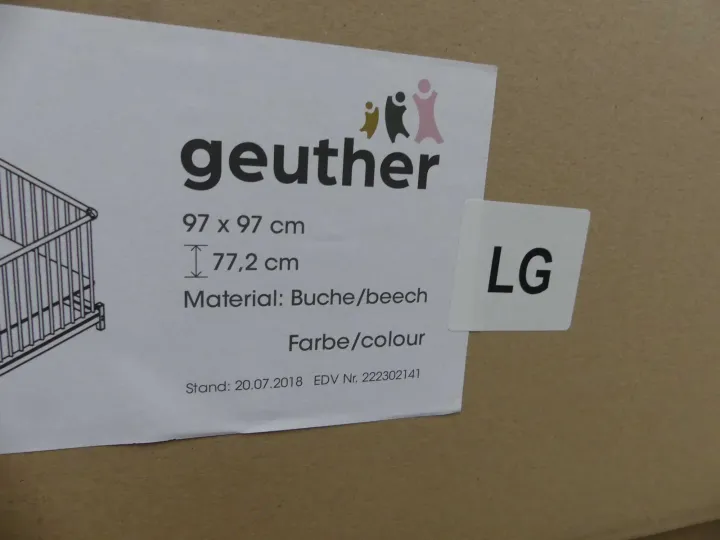 geuther
97 x 97 cm
77,2 cm
Material: Buche/beech
Farbe/colour
LG
Stand: 20.07.2018 EDV Nr. 222302141